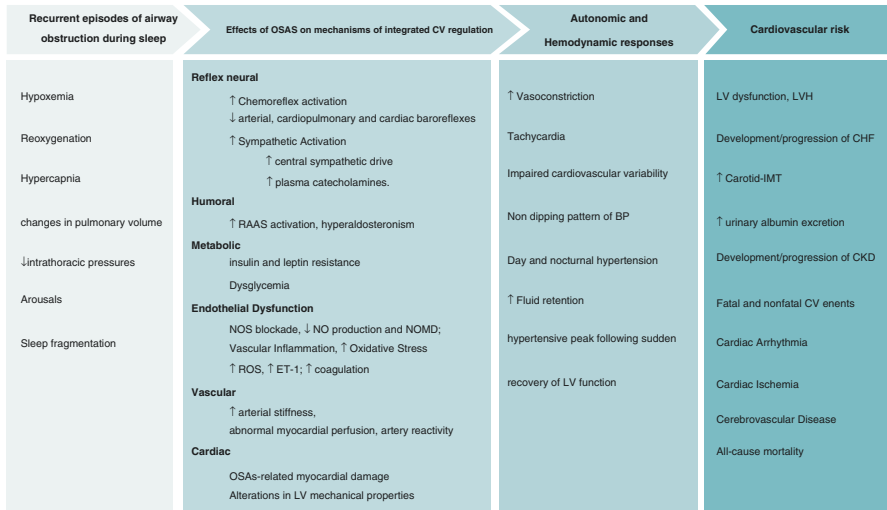 Recurrent episodes of airway
obstruction during sleep
Effects of OSAS on mechanisms of integrated CV regulation
Autonomic and
Hemodynamic responses
Cardiovascular risk
Hypoxemia
Reoxygenation
Hypercapnia
changes in pulmonary volume
↓intrathoracic pressures
Arousals
Sleep fragmentation
Reflex neural
↑ Chemoreflex activation
↓ arterial, cardiopulmonary and cardiac baroreflexes
↑ Sympathetic Activation
↑ central sympathetic drive
↑ plasma catecholamines.
Humoral
↑ RAAS activation, hyperaldosteronism
Metabolic
insulin and leptin resistance
Dysglycemia
Endothelial Dysfunction
NOS blockade, ↓ NO production and NOMD;
Vascular Inflammation, ↑ Oxidative Stress
↑ ROS, ↑ ET-1; ↑ coagulation
Vascular
↑ arterial stiffness,
abnormal myocardial perfusion, artery reactivity
Cardiac
OSAs-related myocardial damage
Alterations in LV mechanical properties
↑ Vasoconstriction
Tachycardia
Impaired cardiovascular variability
Non dipping pattern of BP
Day and nocturnal hypertension
↑ Fluid retention
hypertensive peak following sudden
recovery of LV function
LV dysfunction, LVH
Development/progression of CHF
↑ Carotid-IMT
↑ urinary albumin excretion
Development/progression of CKD
Fatal and nonfatal CV enents
Cardiac Arrhythmia
Cardiac Ischemia
Cerebrovascular Disease
All-cause mortality